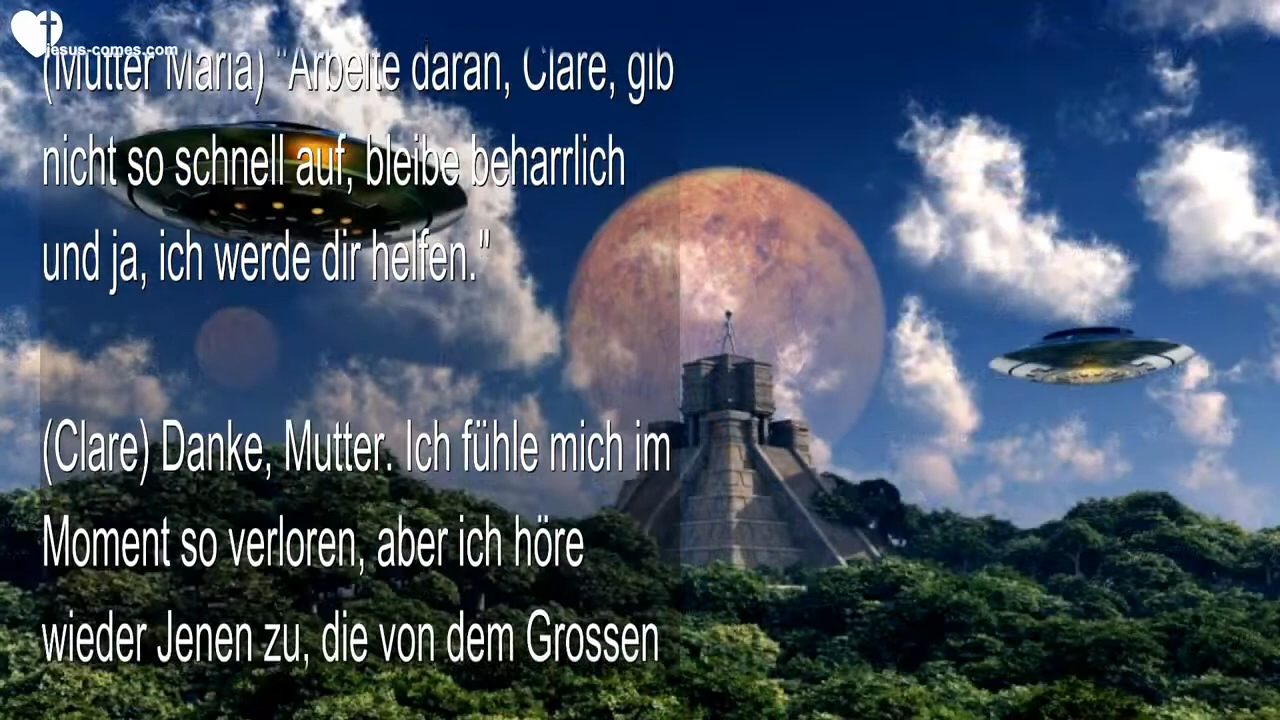 jesus-comes.com
(Mutter Maria) "Arbeite daran, Clare, gib
nicht so schnell auf, bleibe beharrlich
und ja, ich werde dir helfen."
(Clare) Danke, Mutter. Ich fühle mich im
Moment so verloren, aber ich höre
wieder Jenen zu, die von dem Grossen